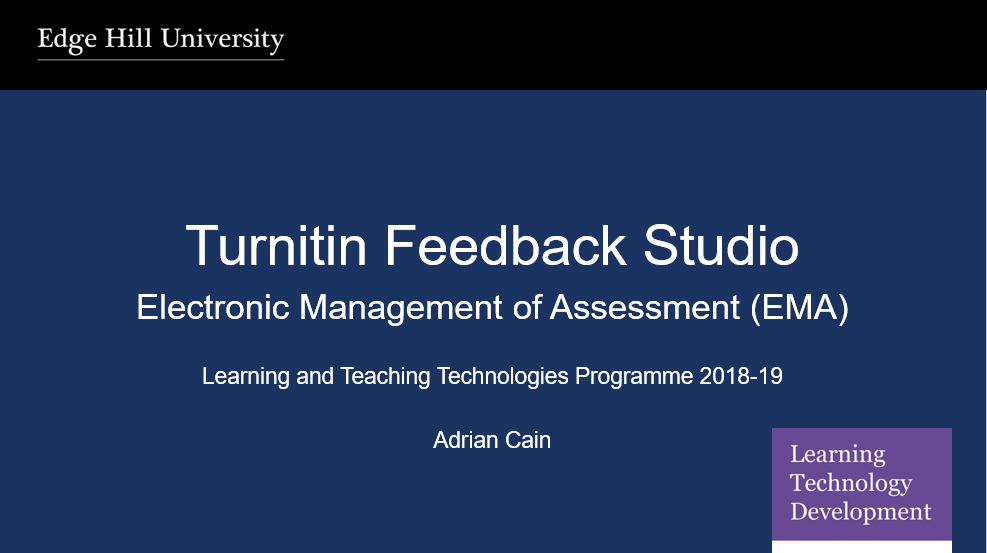 Edge Hill University
Turnitin Feedback Studio
Electronic Management of Assessment (EMA)
Learning and Teaching Technologies Programme 2018-19
Adrian Cain
Learning
Technology
Development